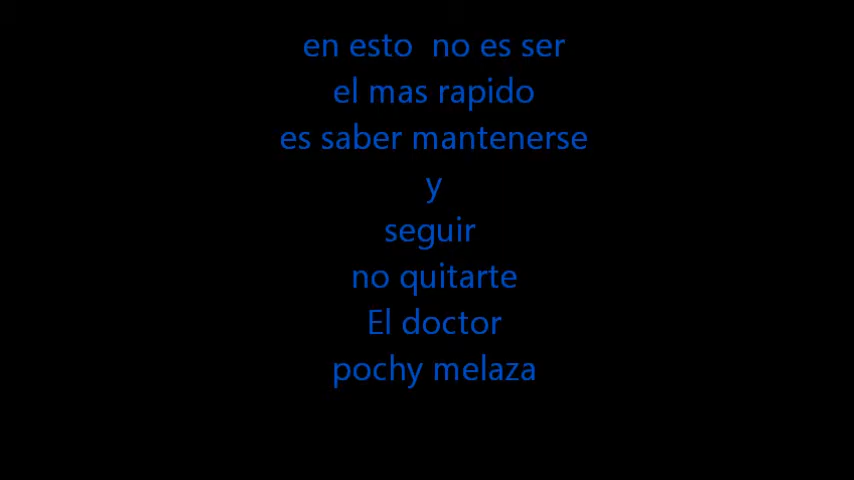 en esto  no es ser
el mas rapido
es saber mantenerse
y
seguir
no quitarte
El doctor
pochy melaza